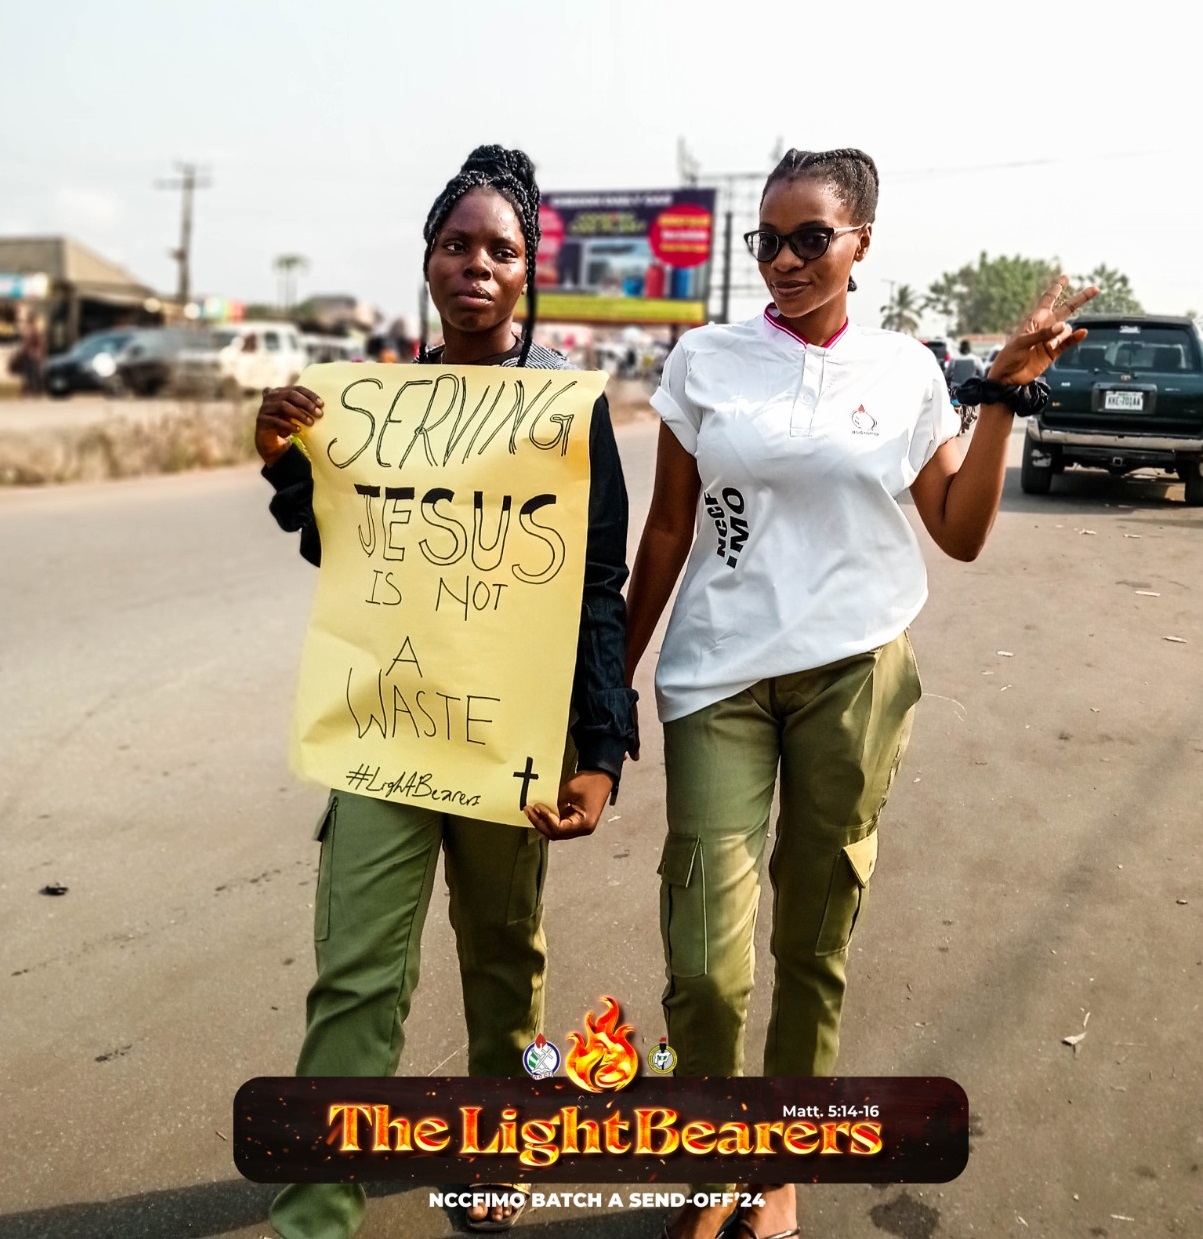 SERVING
JESUS
IS NOT
A
WASTE
#LightBearers
NCCF
IMO
Matt. 5:14-16
The LightBearers
NCCFIMO BATCH A SEND-OFF'24